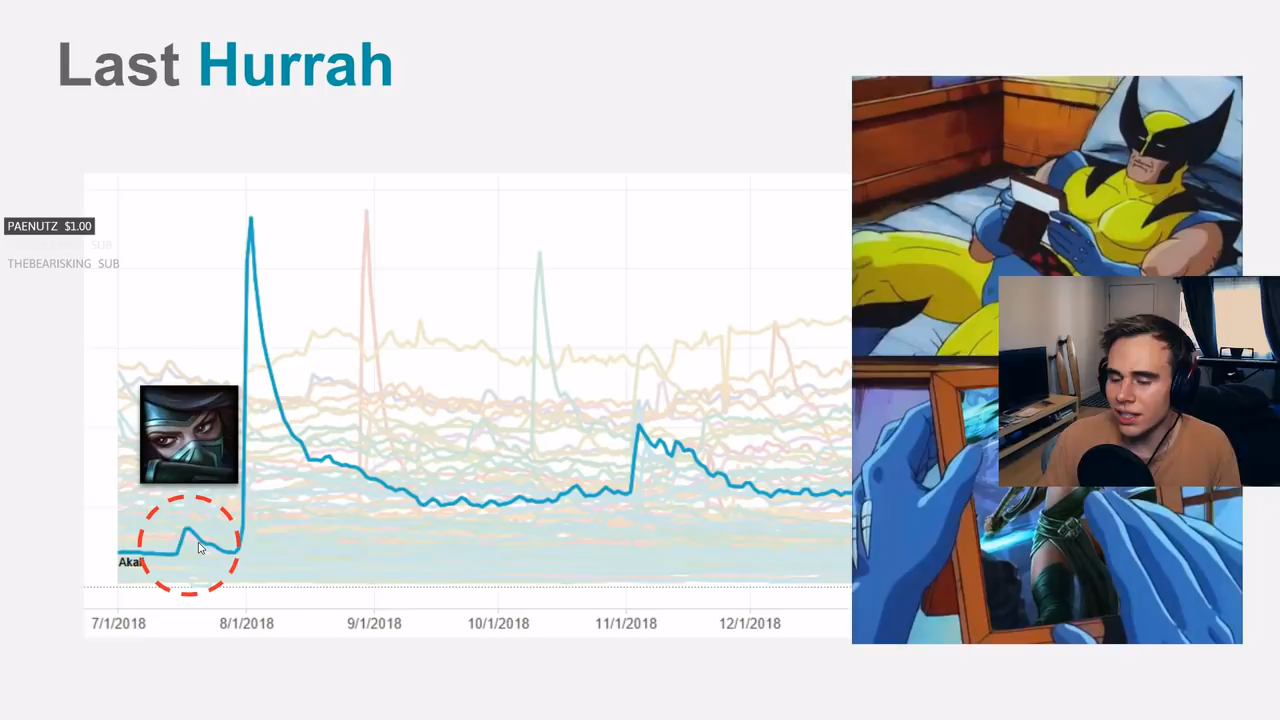 Last Hurrah
PAENUTZ $1.00
SUB
THEBEARISKING SUB
Akali
7/1/2018 8/1/2018 9/1/2018 10/1/2018 11/1/2018 12/1/2018